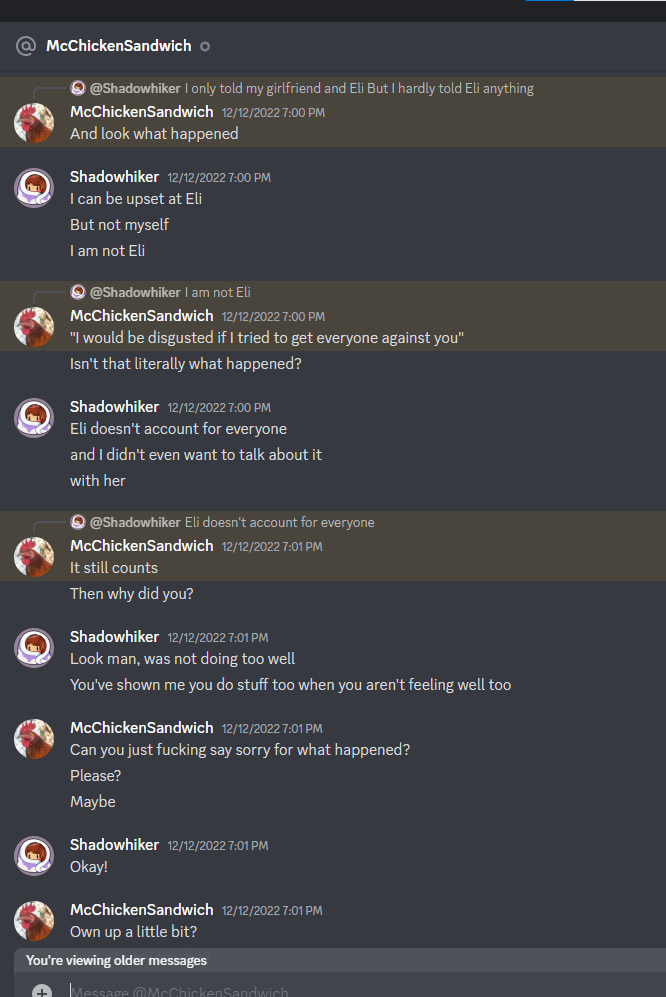 McChickenSandwich
@Shadowhiker I only told my girlfriend and Eli But I hardly told Eli anything
McChickenSandwich 12/12/2022 7:00 PM
And look what happened
Shadowhiker 12/12/2022 7:00 PM
I can be upset at Eli
But not myself
I am not Eli
@Shadowhiker I am not Eli
McChickenSandwich 12/12/2022 7:00 PM
"I would be disgusted if I tried to get everyone against you"
Isn't that literally what happened?
Shadowhiker 12/12/2022 7:00 PM
Eli doesn't account for everyone
and I didn't even want to talk about it
with her
@Shadowhiker Eli doesn't account for everyone
McChickenSandwich 12/12/2022 7:01 PM
It still counts
Then why did you?
Shadowhiker 12/12/2022 7:01 PM
Look man, was not doing too well
You've shown me you do stuff too when you aren't feeling well too
McChickenSandwich 12/12/2022 7:01 PM
Can you just fucking say sorry for what happened?
Please?
Maybe
Shadowhiker 12/12/2022 7:01 PM
Okay!
McChickenSandwich 12/12/2022 7:01 PM
Own up a little bit?
You're viewing older messages
Message @McChickenSandwich